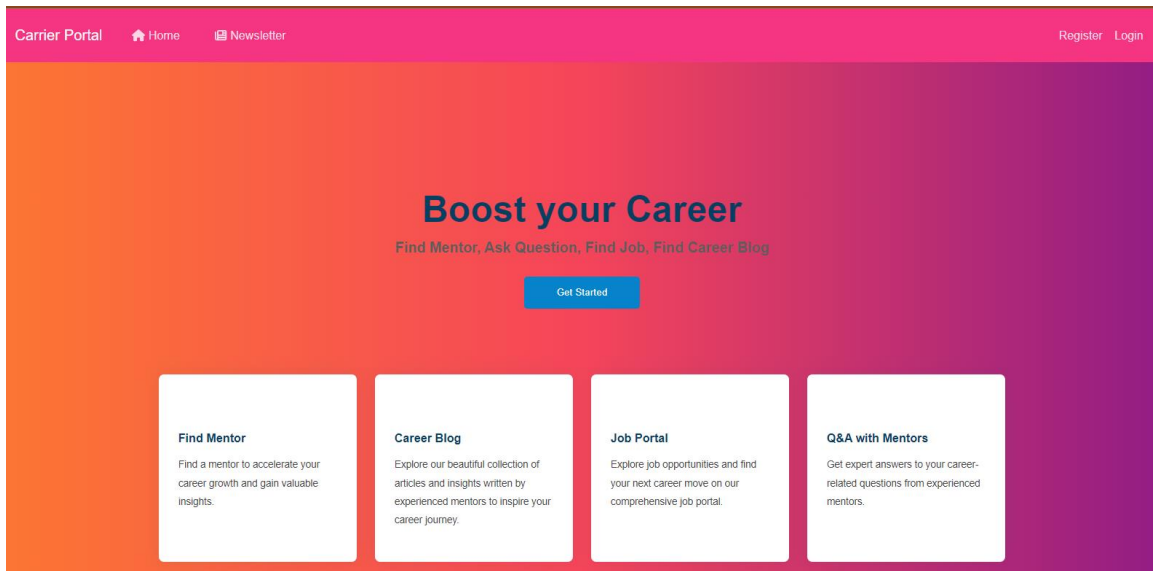 Carrier Portal Home Newsletter Register Login
Boost your Career
Find Mentor, Ask Question, Find Job, Find Career Blog
Get Started
Find Mentor
Find a mentor to accelerate your
career growth and gain valuable
insights.
Career Blog
Explore our beautiful collection of
articles and insights written by
experienced mentors to inspire your
career journey.
Job Portal
Explore job opportunities and find
your next career move on our
comprehensive job portal.
Q&A with Mentors
Get expert answers to your career-
related questions from experienced
mentors.